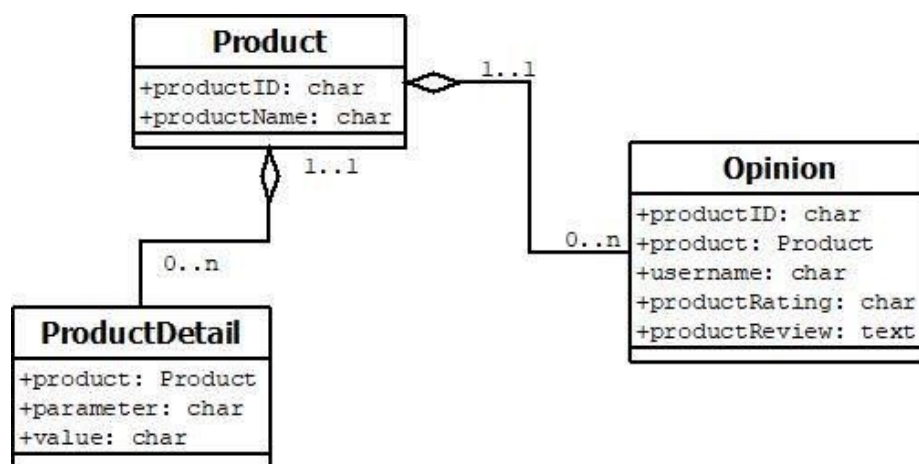 Product
+productID: char
+productName: char
1..1
1..1
0..n
0..n
Opinion
+productID: char
+product: Product
+username: char
+productRating: char
+productReview: text
ProductDetail
+product: Product
+parameter: char
+value: char